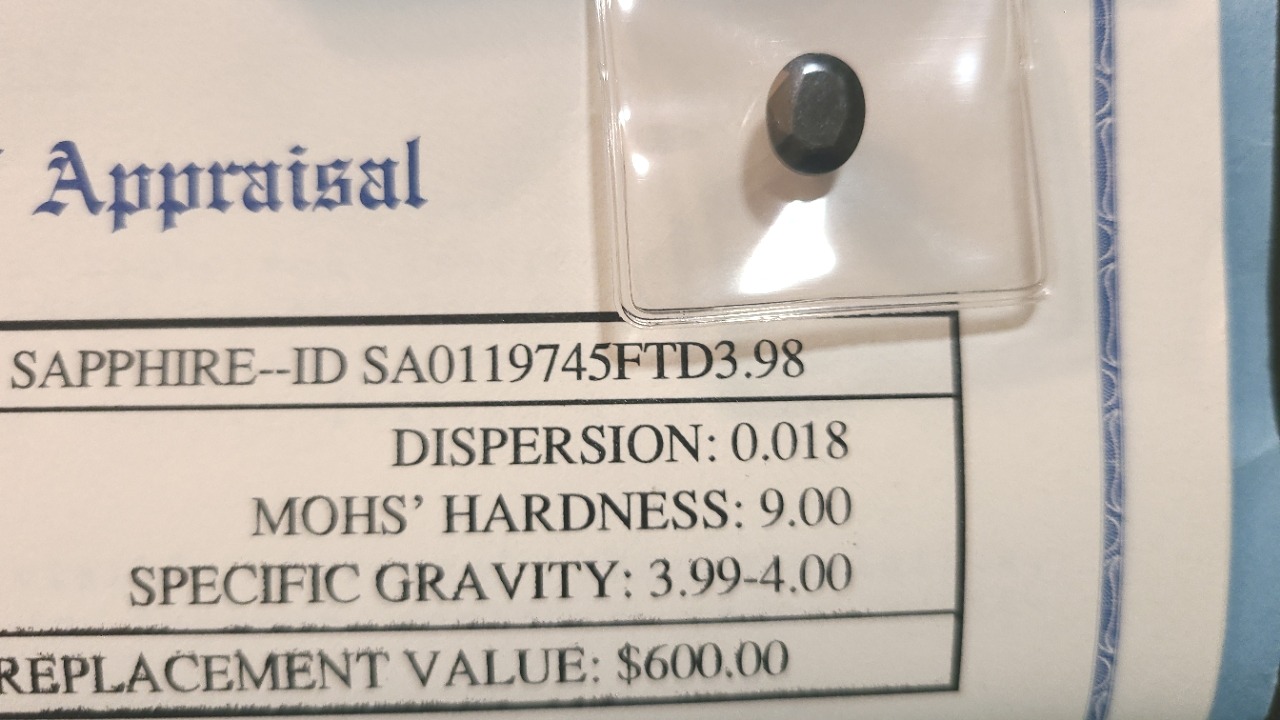 Appraisal
SAPPHIRE--ID SA0119745FTD3.98
DISPERSION: 0.018
MOHS’ HARDNESS: 9.00
SPECIFIC GRAVITY: 3.99-4.00
REPLACEMENT VALUE: $600.00